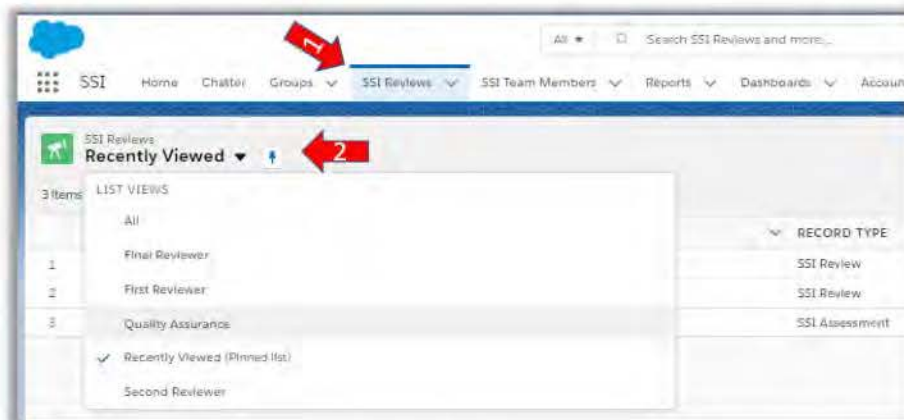 1
All Search SSI Reviews and more...
SSI Home Chatter Groups SSI Reviews SSI Team Members Reports Dashboards Accoun
SSI Reviews
Recently Viewed
2
3 Items
LIST VIEWS
All
RECORD TYPE
Final Reviewer
1 SSI Review
First Reviewer
2 SSI Review
Quality Assurance
3 SSI Assessment
Recently Viewed (Pinned list)
Second Reviewer